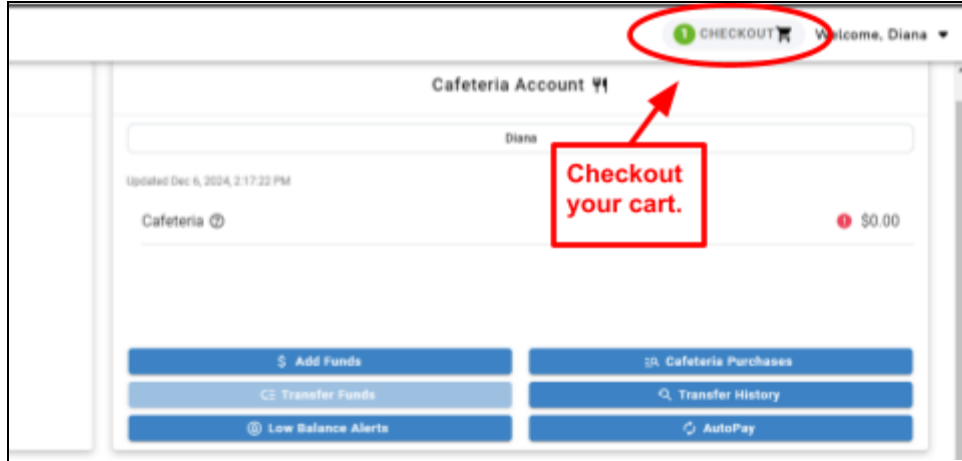 1 CHECKOUT
Welcome, Diana
Cafeteria Account
Diana
Updated Dec 6, 2024, 2:17:22 PM
Checkout
your cart.
Cafeteria
$0.00
$ Add Funds
Cafeteria Purchases
Transfer Funds
Transfer History
Low Balance Alerts
AutoPay